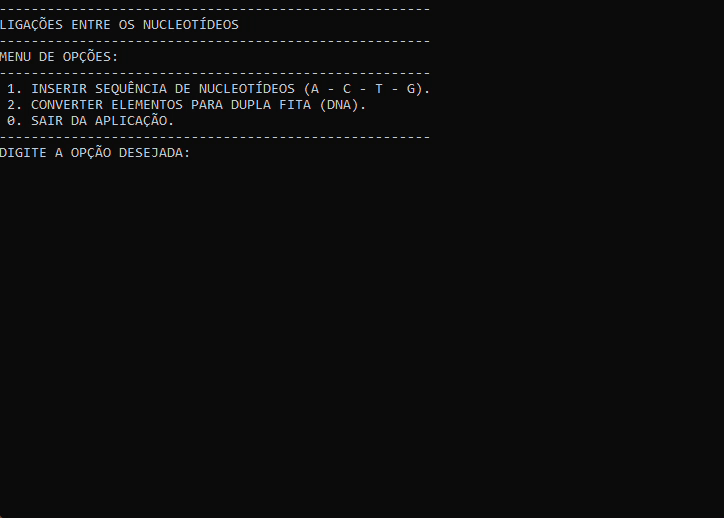 ------------------------------------------------------
LIGAÇÕES ENTRE OS NUCLEOTÍDEOS
------------------------------------------------------
MENU DE OPÇÕES:
------------------------------------------------------
1. INSERIR SEQUÊNCIA DE NUCLEOTÍDEOS (A - C - T - G).
2. CONVERTER ELEMENTOS PARA DUPLA FITA (DNA).
0. SAIR DA APLICAÇÃO.
------------------------------------------------------
DIGITE A OPÇÃO DESEJADA: